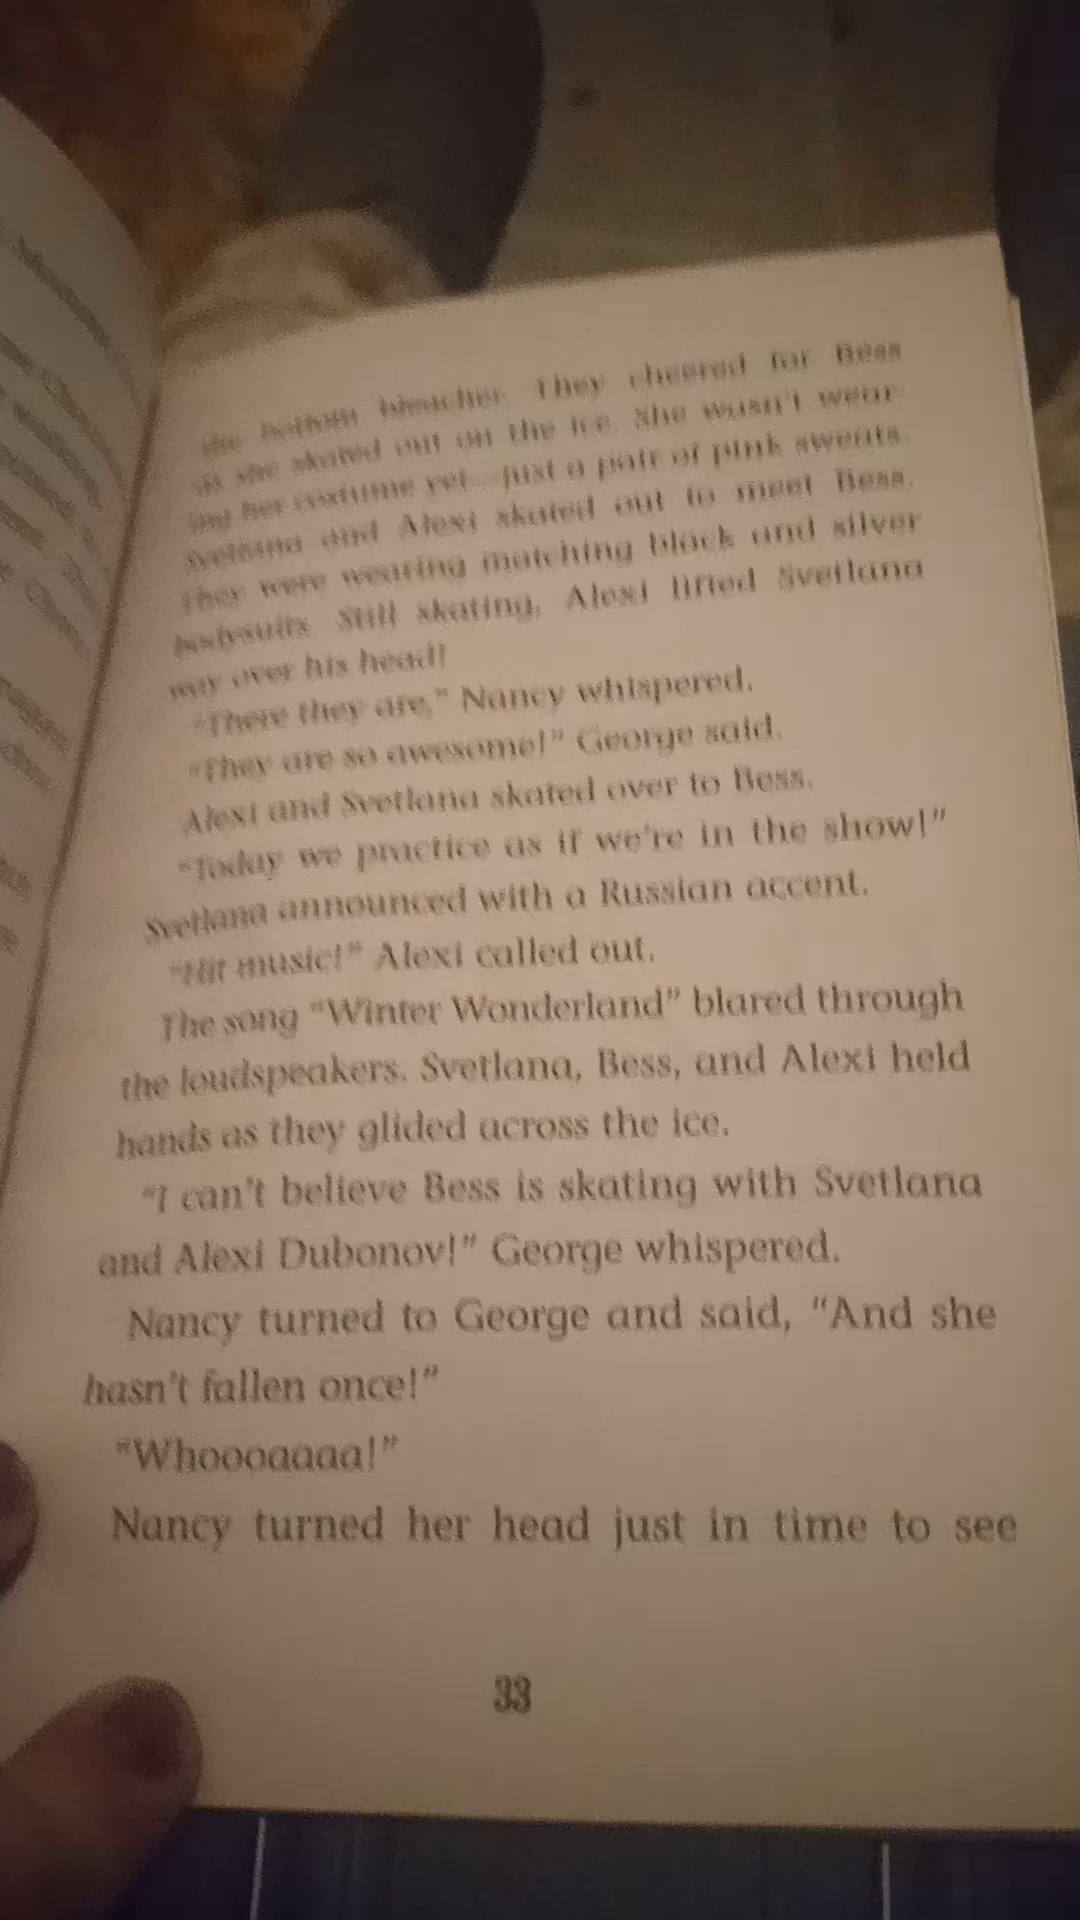 the bottom bleacher. They cheered for Bess
as she skated out on the ice. She wasn't wear-
ing her costume yet—just a pair of pink sweats.
Svetlana and Alexi skated out to meet Bess.
They were wearing matching black and silver
bodysuits. Still skating, Alexi lifted Svetlana
way over his head!
"There they are," Nancy whispered.
"They are so awesome!" George said.
Alexi and Svetlana skated over to Bess.
"Today we practice as if we're in the show!"
Svetlana announced with a Russian accent.
"Hit music!" Alexi called out.
The song "Winter Wonderland" blared through
the loudspeakers. Svetlana, Bess, and Alexi held
hands as they glided across the ice.
"I can't believe Bess is skating with Svetlana
and Alexi Dubonov!" George whispered.
Nancy turned to George and said, "And she
hasn't fallen once!"
"Whoooaaaa!"
Nancy turned her head just in time to see
33